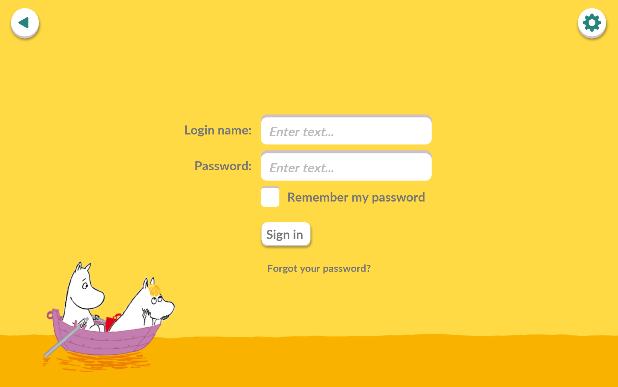 Login name:
Enter text...
Password:
Enter text...
Remember my password
Sign in
Forgot your password?